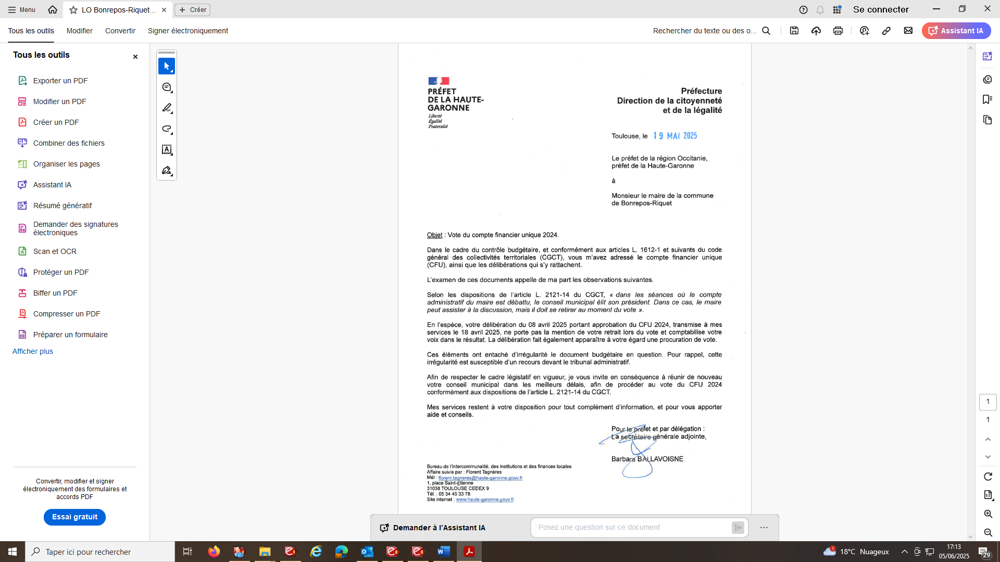 Menu
LO Bonrepos-Riquet...
Créer
Se connecter
Tous les outils
Modifier
Convertir
Signer électroniquement
Rechercher du texte ou des o...
Assistant IA
Tous les outils
Exporter un PDF
Modifier un PDF
Créer un PDF
Combiner des fichiers
Organiser les pages
Assistant IA
Résumé génératif
Demander des signatures
électroniques
Scan et OCR
Protéger un PDF
Biffer un PDF
Compresser un PDF
Préparer un formulaire
Afficher plus
Convertir, modifier et signer
électroniquement des formulaires et
accords PDF
Essai gratuit
PRÉFET
DE LA HAUTE-
GARONNE
Liberté
Égalité
Fraternité
Préfecture
Direction de la citoyenneté
et de la légalité
Toulouse, le 19 MAI 2025
Le préfet de la région Occitanie,
préfet de la Haute-Garonne
à
Monsieur le maire de la commune
de Bonrepos-Riquet
Objet : Vote du compte financier unique 2024.
Dans le cadre du contrôle budgétaire, et conformément aux articles L. 1612-1 et suivants du code
général des collectivités territoriales (CGCT), vous m'avez adressé le compte financier unique
(CFU), ainsi que les délibérations qui s'y rattachent.
L'examen de ces documents appelle de ma part les observations suivantes.
Selon les dispositions de l'article L. 2121-14 du CGCT, « dans les séances où le compte
administratif du maire est débattu, le conseil municipal élit son président. Dans ce cas, le maire
peut assister à la discussion, mais il doit se retirer au moment du vote ».
En l'espèce, votre délibération du 08 avril 2025 portant approbation du CFU 2024, transmise à mes
services le 18 avril 2025, ne porte pas la mention de votre retrait lors du vote et comptabilise votre
voix dans le résultat. La délibération fait également apparaître à votre égard une procuration de vote.
Ces éléments ont entaché d'irrégularité le document budgétaire en question. Pour rappel, cette
irrégularité est susceptible d'un recours devant le tribunal administratif.
Afin de respecter le cadre législatif en vigueur, je vous invite en conséquence à réunir de nouveau
votre conseil municipal dans les meilleurs délais, afin de procéder au vote du CFU 2024
conformément aux dispositions de l'article L. 2121-14 du CGCT.
Mes services restent à votre disposition pour tout complément d'information, et pour vous apporter
aide et conseils.
Pour le préfet et par délégation :
La secrétaire générale adjointe,
Barbara BALLAVOISNE
Bureau de l'intercommunalité, des institutions et des finances locales
Affaire suivie par : Florent Tagnères
Mél : florent.tagneres@haute-garonne.gouv.fr
1, place Saint-Étienne
31038 TOULOUSE CEDEX 9
Tél. : 05 34 45 33 78
Site internet : www.haute-garonne.gouv.fr
Demander à l'Assistant IA
Posez une question sur ce document
1
1
Taper ici pour rechercher
1
18°C Nuageux
17:13
05/06/2025
29